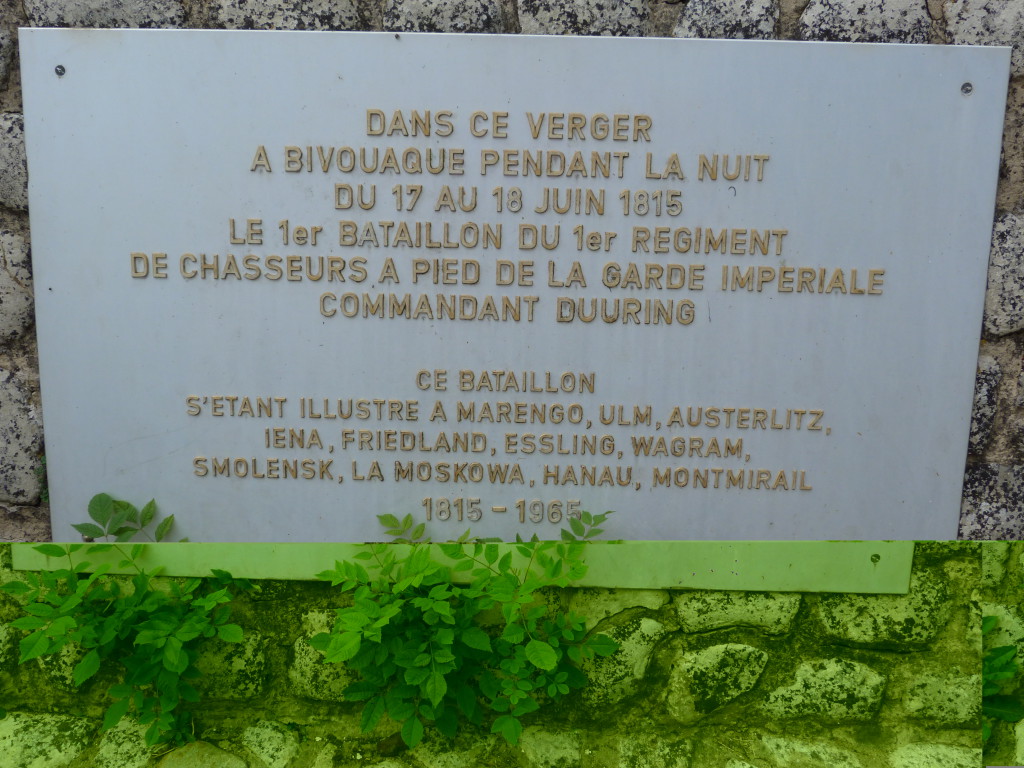 DANS CE VERGER
A BIVOUAQUE PENDANT LA NUIT
DU 17 AU 18 JUIN 1815
LE 1er BATAILLON DU 1er REGIMENT
DE CHASSEURS A PIED DE LA GARDE IMPERIALE
COMMANDANT DUURING
CE BATAILLON
S'ETANT ILLUSTRE A MARENGO, ULM, AUSTERLITZ,
IENA, FRIEDLAND, ESSLING, WAGRAM,
SMOLENSK, LA MOSKOWA, HANAU, MONTMIRAIL
1815 - 1965